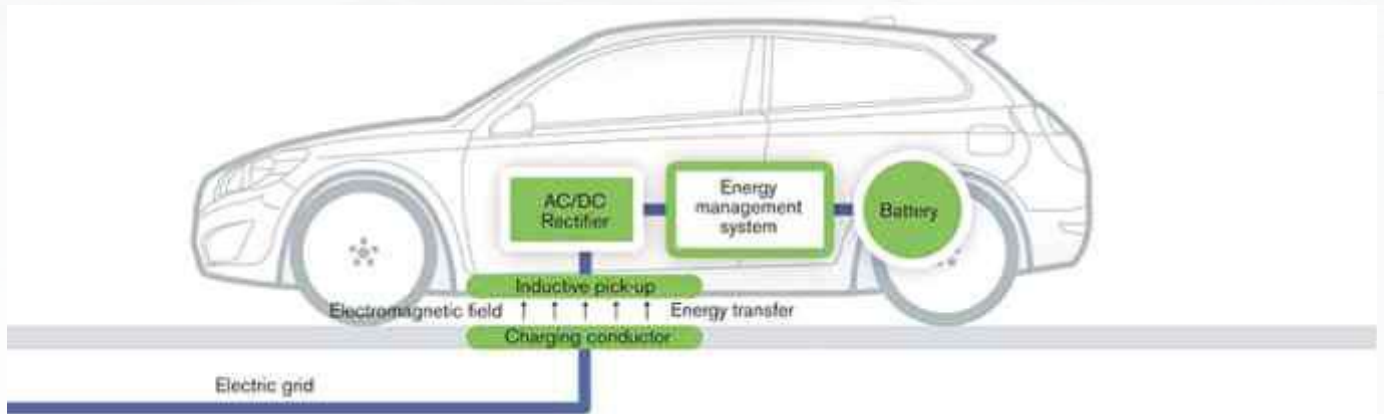 AC/DC
Rectifier
Energy
management
system
Battery
Inductive pick-up
Electromagnetic field
Energy transfer
Charging conductor
Electric grid